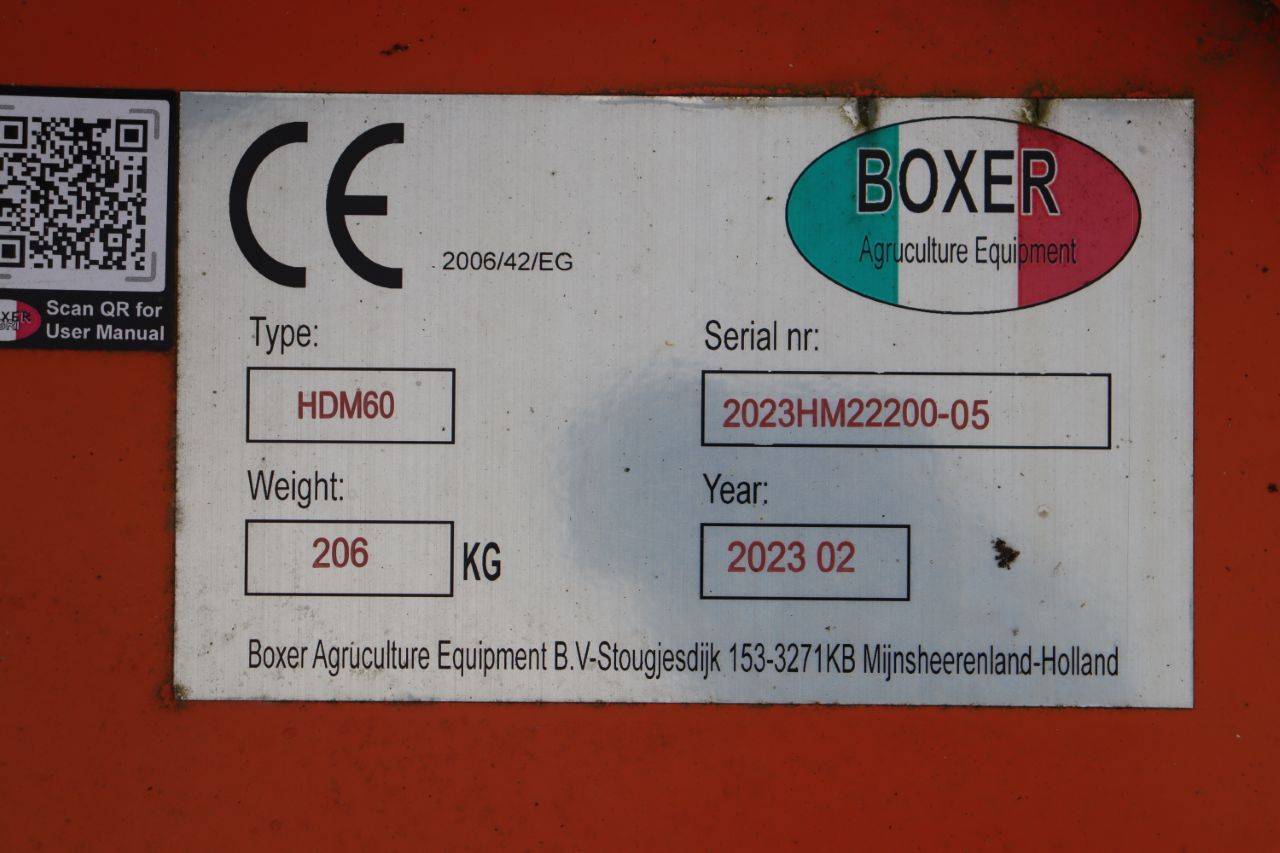 CE
2006/42/EG
BOXER
Agruculture Equipment
Scan QR for
User Manual
Type:
HDM60
Serial nr:
2023HM22200-05
Weight:
206 KG
Year:
2023 02
Boxer Agruculture Equipment B.V-Stougjesdijk 153-3271KB Mijnsheerenland-Holland